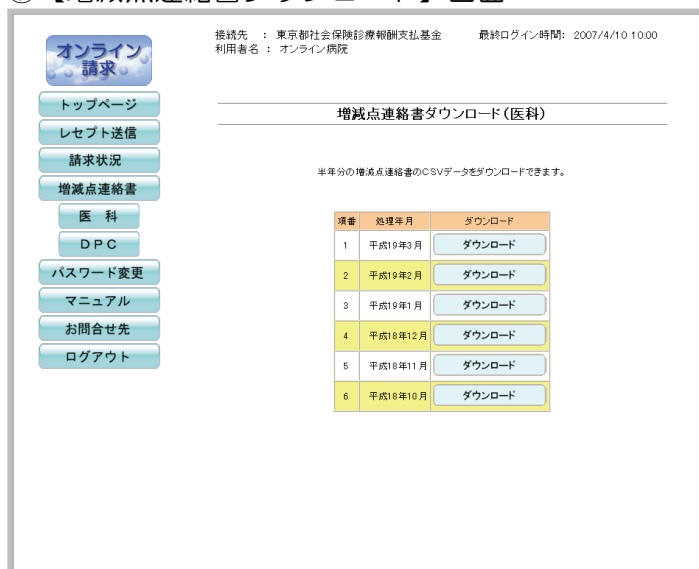 接続先 : 東京都社会保険診療報酬支払基金 最終ログイン時間: 2007/4/10 10:00
利用者名 : オンライン病院
オンライン
請求
トップページ
レセプト送信
請求状況
増減点連絡書
医 科
DPC
パスワード変更
マニュアル
お問合せ先
ログアウト
増減点連絡書ダウンロード(医科)
半年分の増減点連絡書のCSVデータをダウンロードできます。
項番 処理年月 ダウンロード
1 平成19年3月 ダウンロード
2 平成19年2月 ダウンロード
3 平成19年1月 ダウンロード
4 平成18年12月 ダウンロード
5 平成18年11月 ダウンロード
6 平成18年10月 ダウンロード